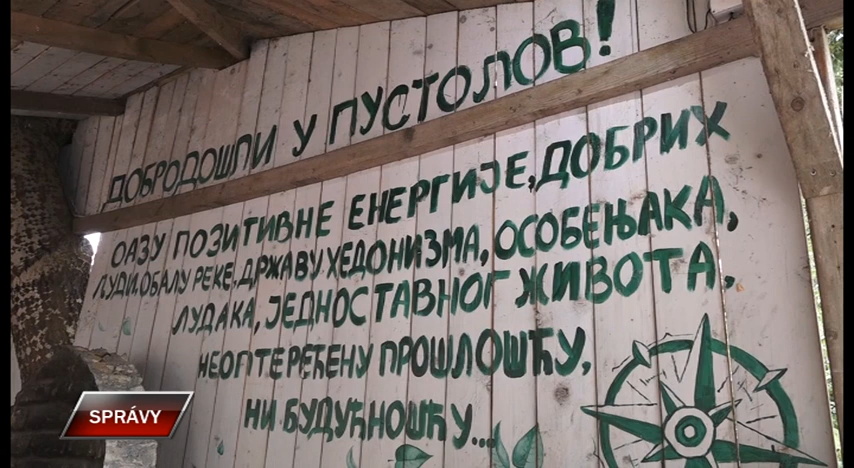 ДОБРОДОШЛИ У ПУСТОЛОВ!
ОАЗУ ПОЗИТИВНЕ ЕНЕРГИЈЕ, ДОБРИХ
ЉУДИ, ОБАЛУ РЕКЕ, ДРЖАВУ ХЕДОНИЗМА, ОСОБЕЊАКА,
ЛУДАКА, ЈЕДНОСТАВНОГ ЖИВОТА,
НЕОПТЕРЕЋЕНУ ПРОШЛОШЋУ,
НИ БУДУЋНОШЋУ...
SPRÁVY